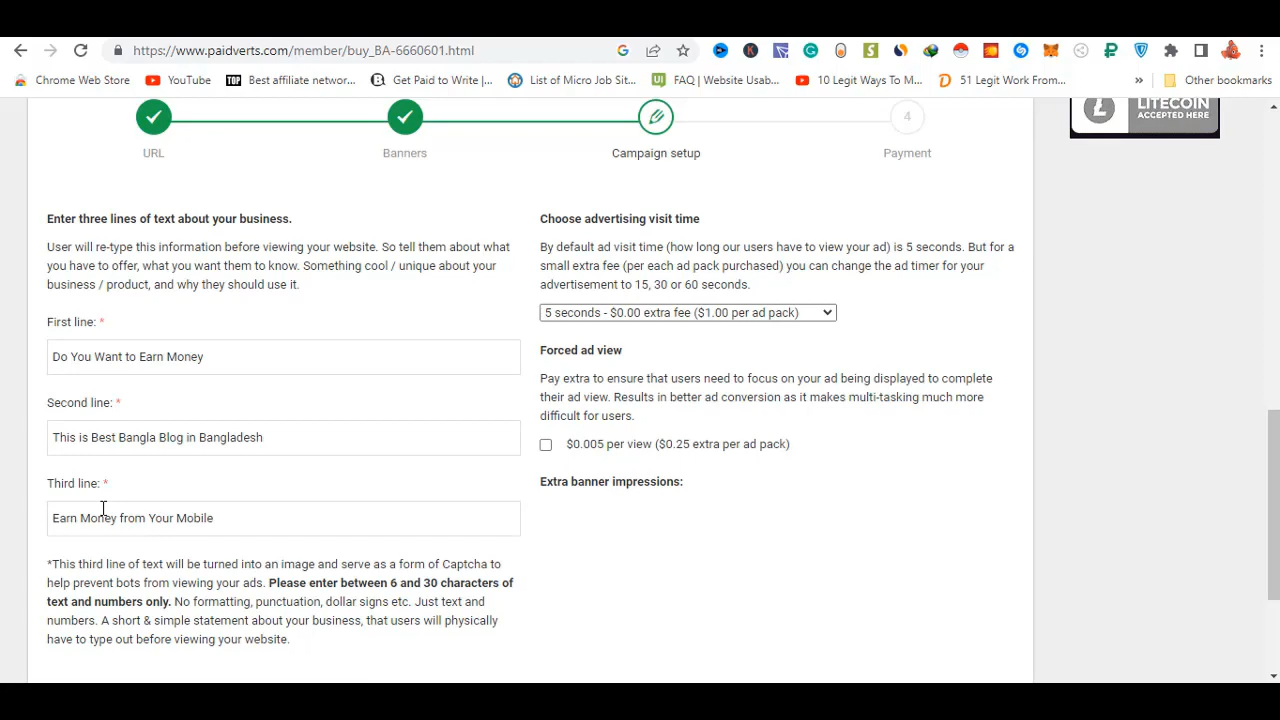 https://www.paidverts.com/member/buy_BA-6660601.html
Chrome Web Store
YouTube
TOP
Best affiliate networ...
Get Paid to Write |...
List of Micro Job Sit...
UI
FAQ | Website Usab...
10 Legit Ways To M...
51 Legit Work From...
»
Other bookmarks
LITECOIN
ACCEPTED HERE
4
URL
Banners
Campaign setup
Payment
Enter three lines of text about your business.
User will re-type this information before viewing your website. So tell them about what
you have to offer, what you want them to know. Something cool / unique about your
business / product, and why they should use it.
First line: *
Do You Want to Earn Money
Second line: *
This is Best Bangla Blog in Bangladesh
Third line: *
Earn Money from Your Mobile
*This third line of text will be turned into an image and serve as a form of Captcha to
help prevent bots from viewing your ads. Please enter between 6 and 30 characters of
text and numbers only. No formatting, punctuation, dollar signs etc. Just text and
numbers. A short & simple statement about your business, that users will physically
have to type out before viewing your website.
Choose advertising visit time
By default ad visit time (how long our users have to view your ad) is 5 seconds. But for a
small extra fee (per each ad pack purchased) you can change the ad timer for your
advertisement to 15, 30 or 60 seconds.
5 seconds - $0.00 extra fee ($1.00 per ad pack)
Forced ad view
Pay extra to ensure that users need to focus on your ad being displayed to complete
their ad view. Results in better ad conversion as it makes multi-tasking much more
difficult for users.
$0.005 per view ($0.25 extra per ad pack)
Extra banner impressions: